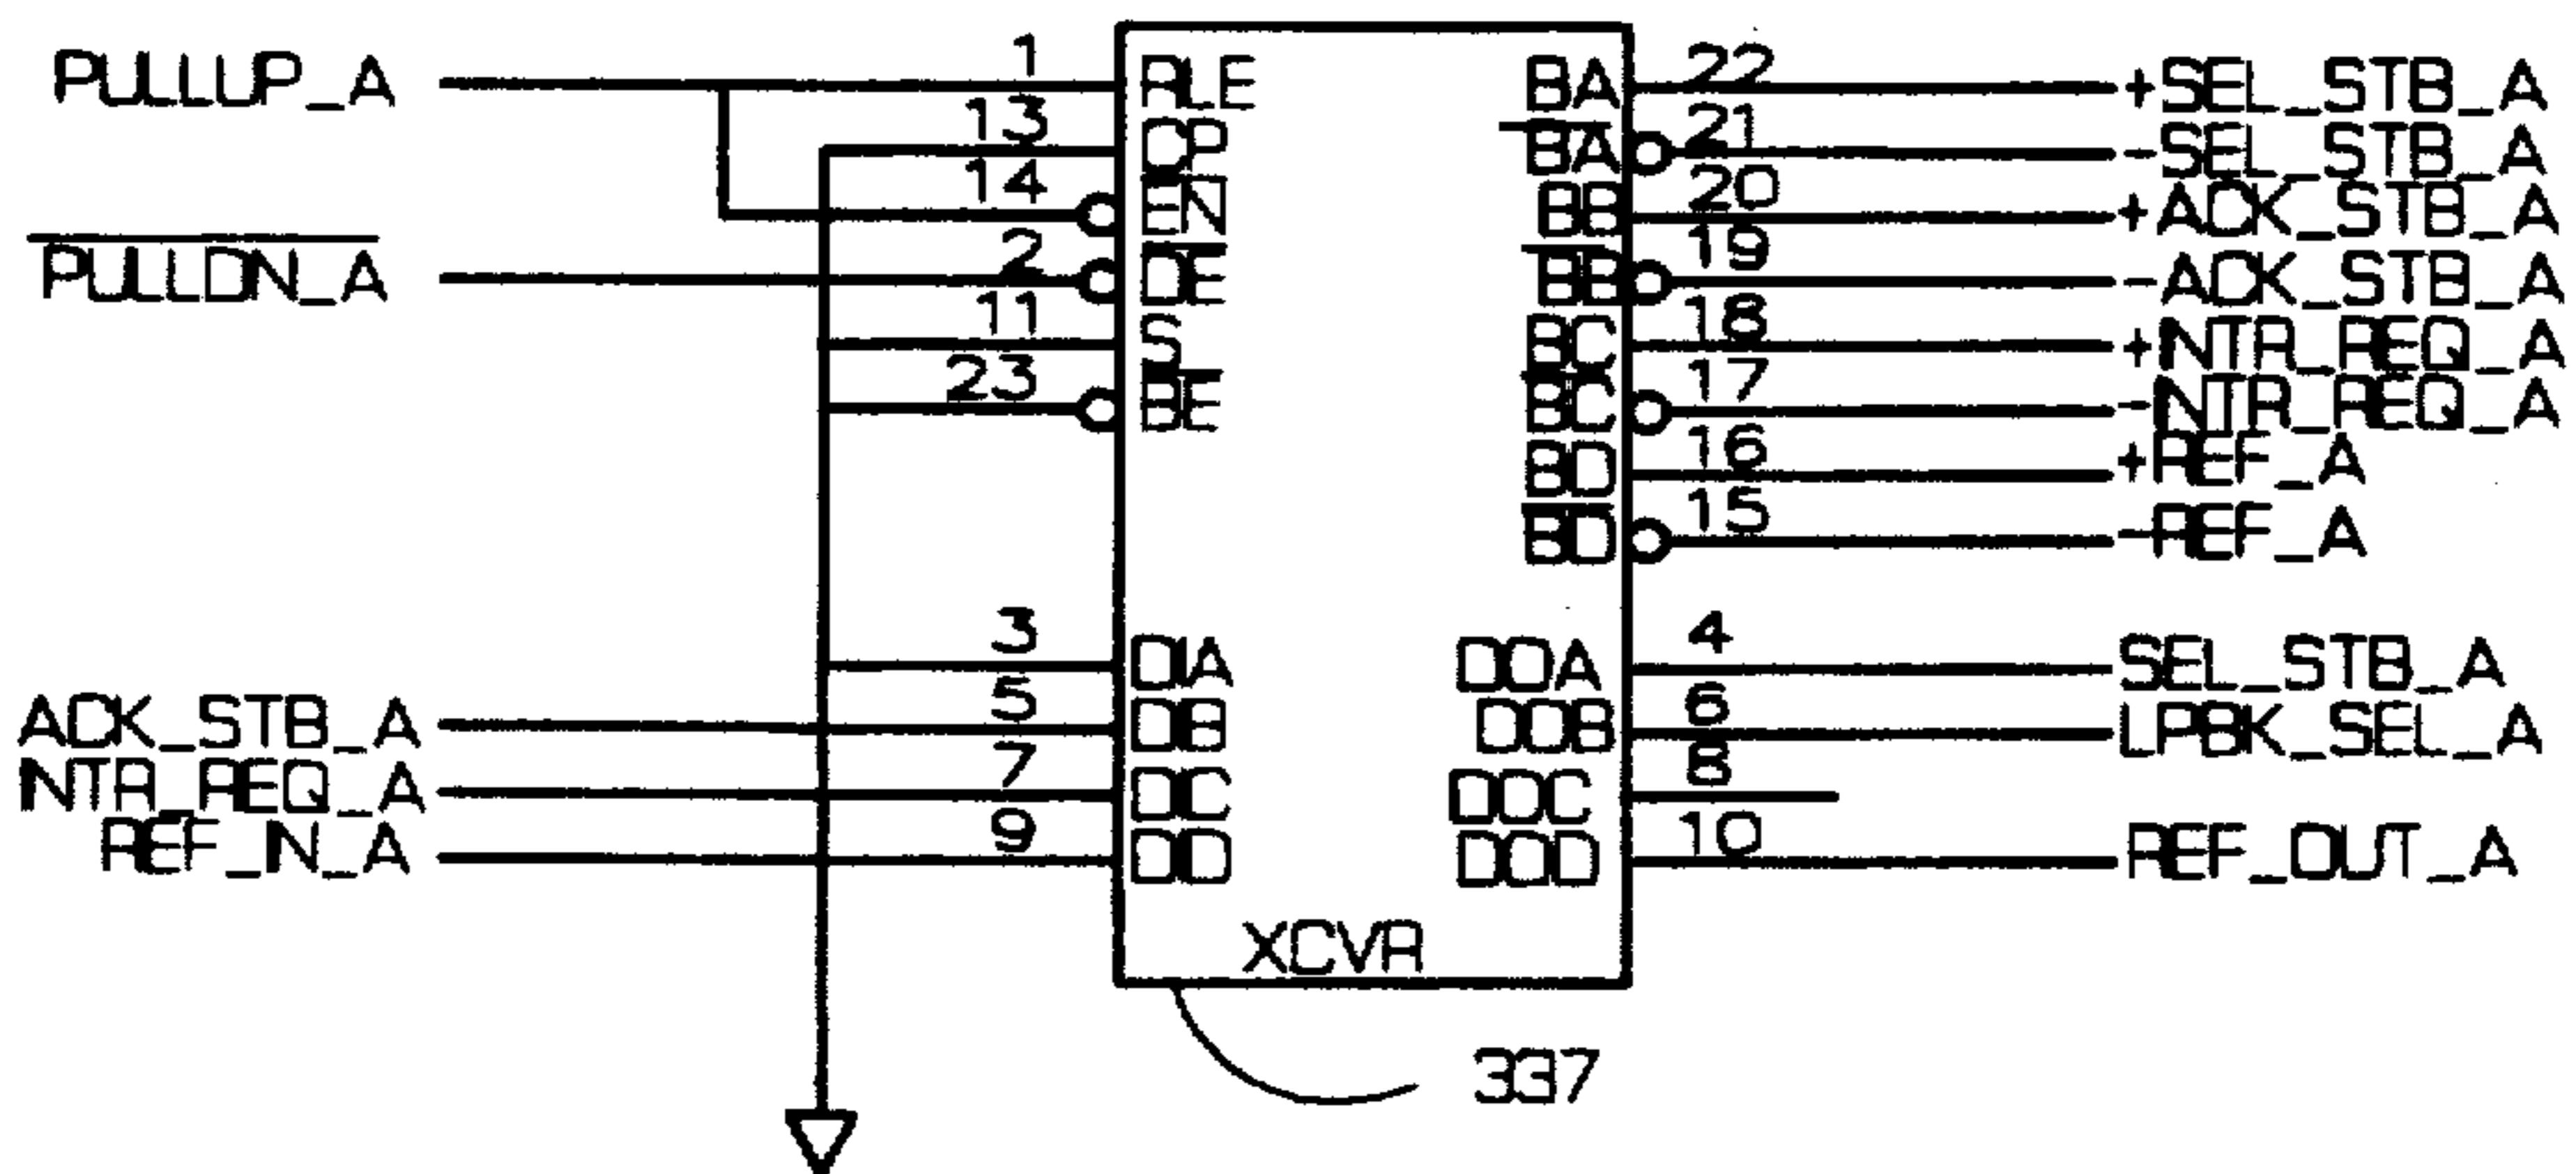 PULLUP_A 1 RLE BA 22 +SEL_STB_A
13 CP BA 21 -SEL_STB_A
14 EN BB 20 +ACK_STB_A
PULLDN_A 2 DE BB 19 -ACK_STB_A
11 S BC 18 +INTR_REQ_A
23 BE BC 17 -INTR_REQ_A
BD 16 +REF_A
BD 15 -REF_A
3 DIA DOA 4 SEL_STB_A
ACK_STB_A 5 DIB DOB 6 LPBK_SEL_A
INTR_REQ_A 7 DIC DOC 8
REF_IN_A 9 DID DOD 10 REF_OUT_A
XCVR
337